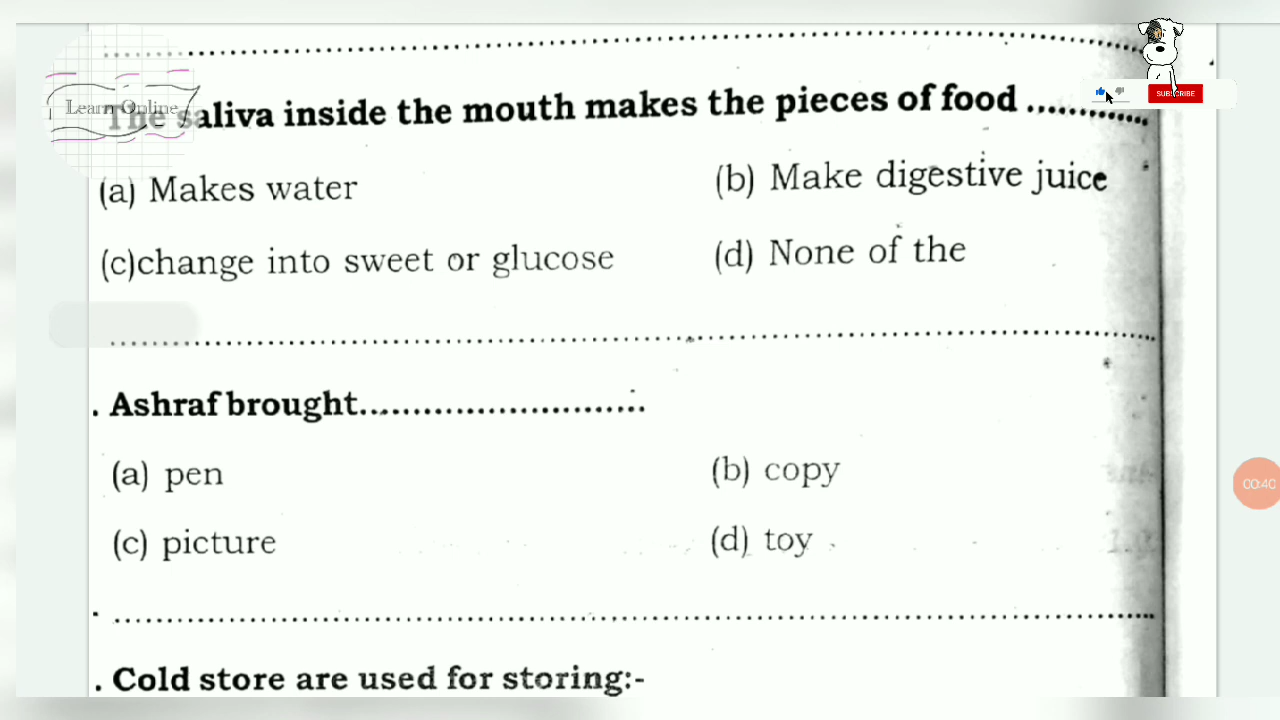 The saliva inside the mouth makes the pieces of food ............
Learn Online
SUBSCRIBE
(a) Makes water (b) Make digestive juice
(c)change into sweet or glucose (d) None of the
. Ashraf brought...........................
(a) pen (b) copy
(c) picture (d) toy
00:40
. Cold store are used for storing:-